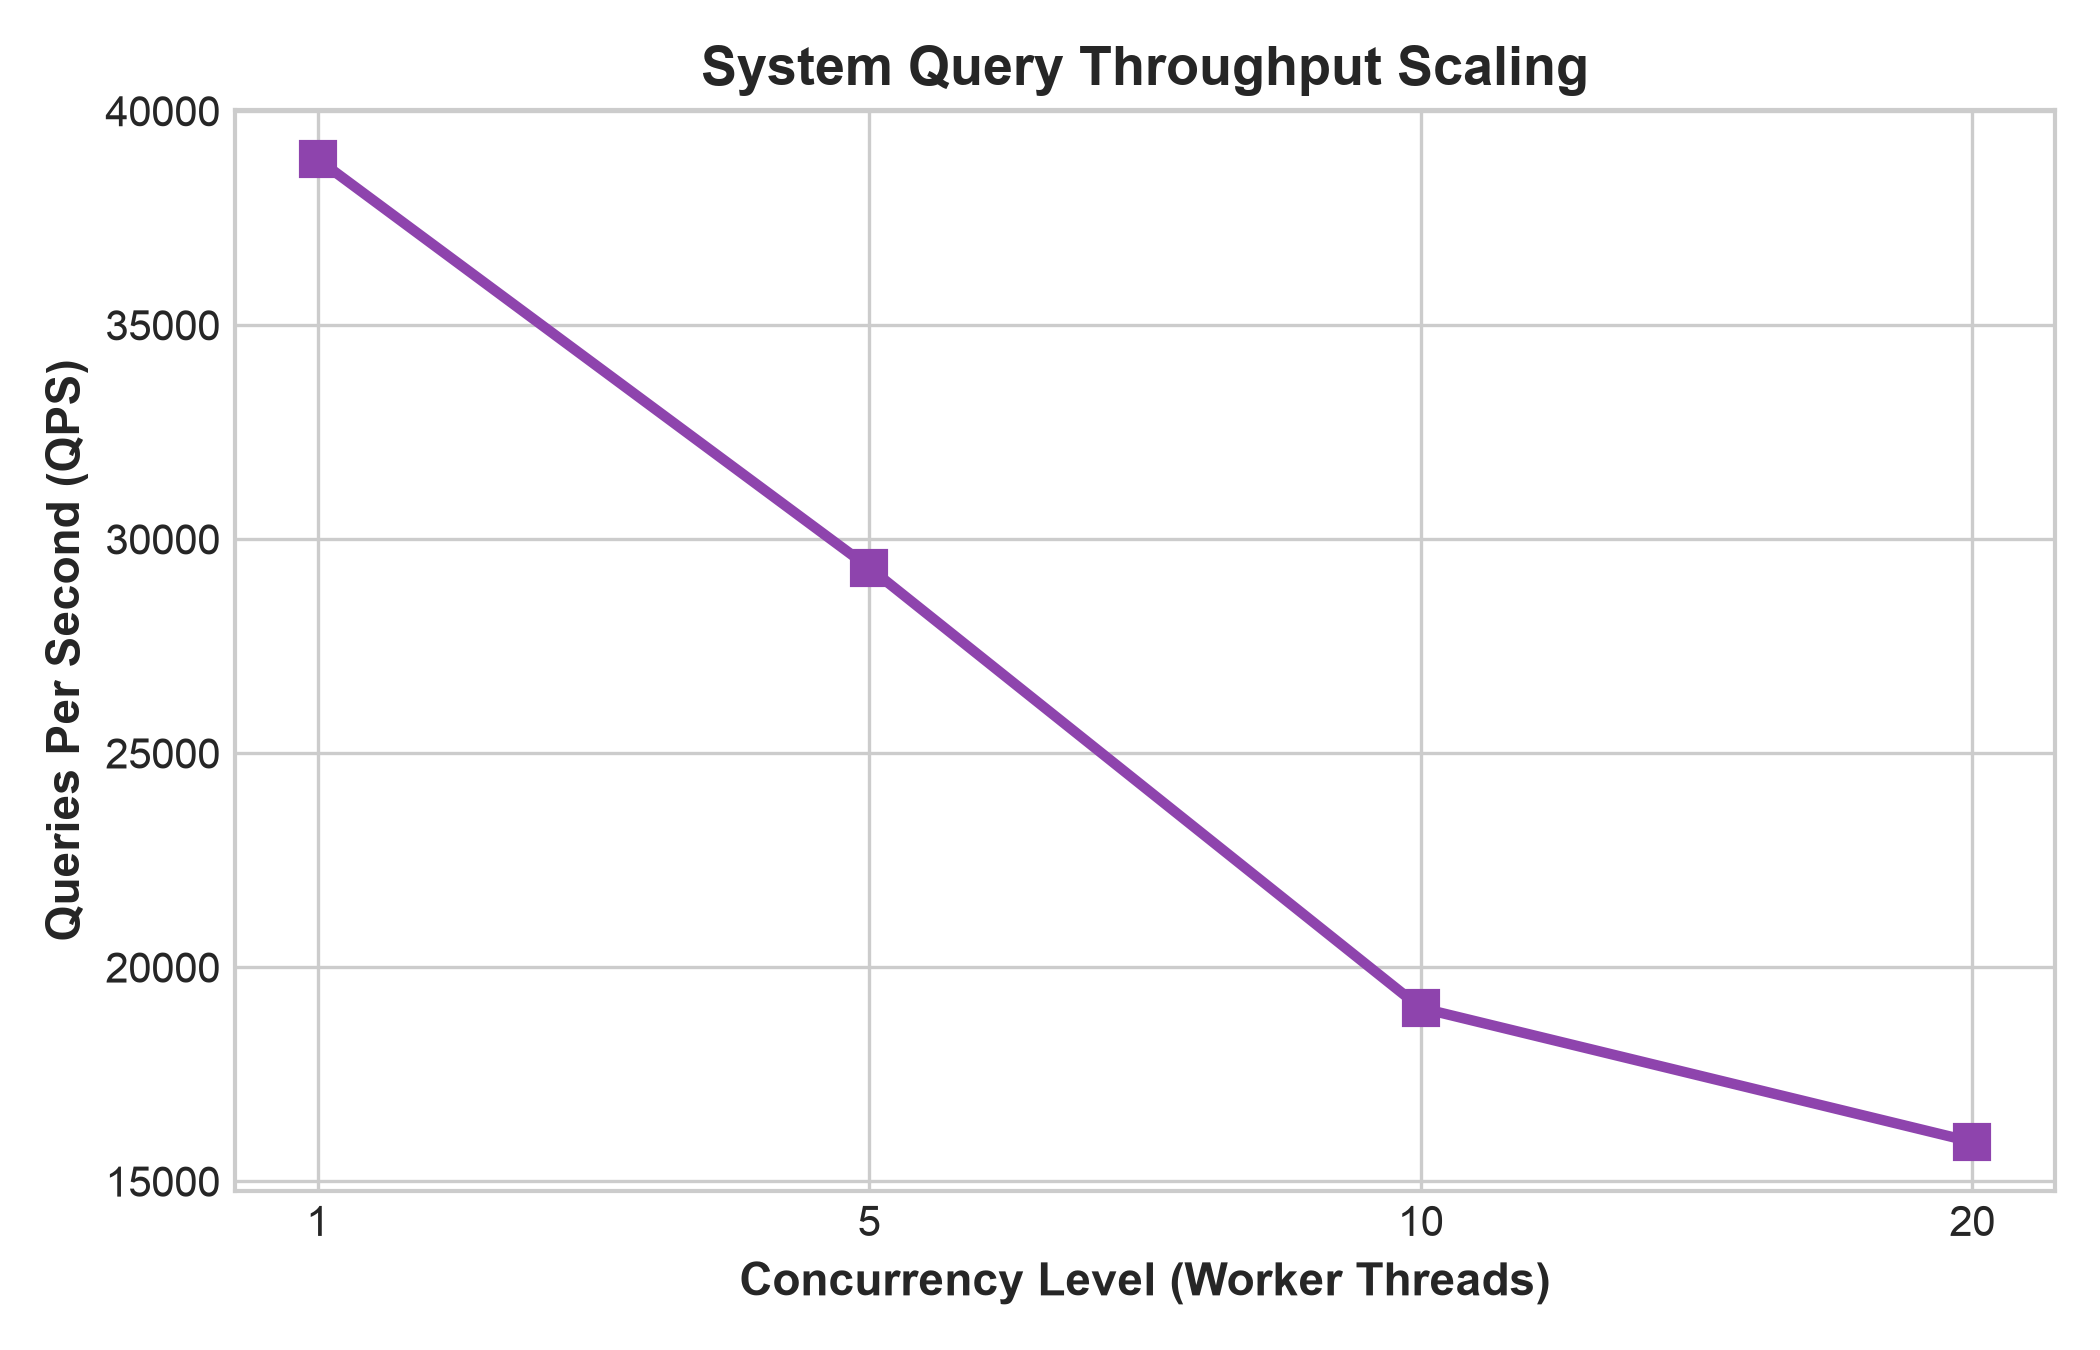 System Query Throughput Scaling
40000
35000
30000
25000
20000
15000
Queries Per Second (QPS)
1 5 10 20
Concurrency Level (Worker Threads)